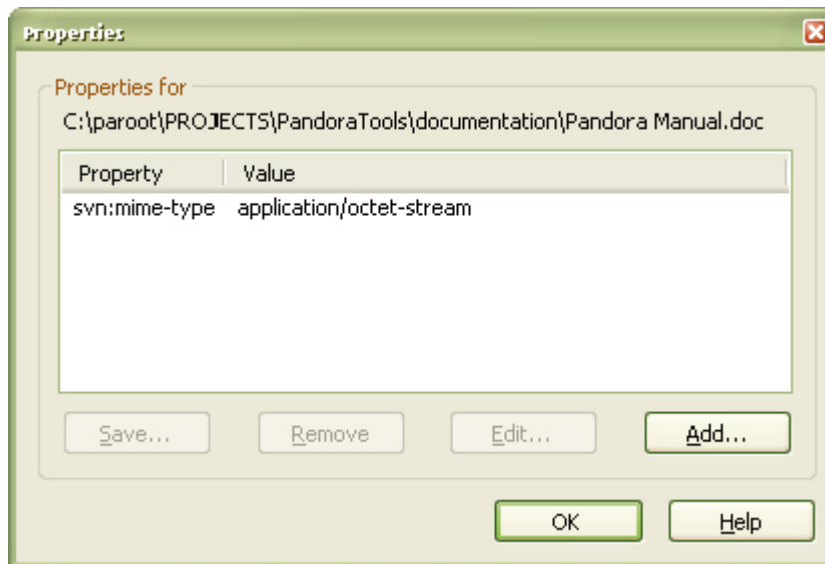 Properties
Properties for
C:\paroot\PROJECTS\PandoraTools\documentation\Pandora Manual.doc
Property Value
svn:mime-type application/octet-stream
Save... Remove Edit... Add...
OK Help